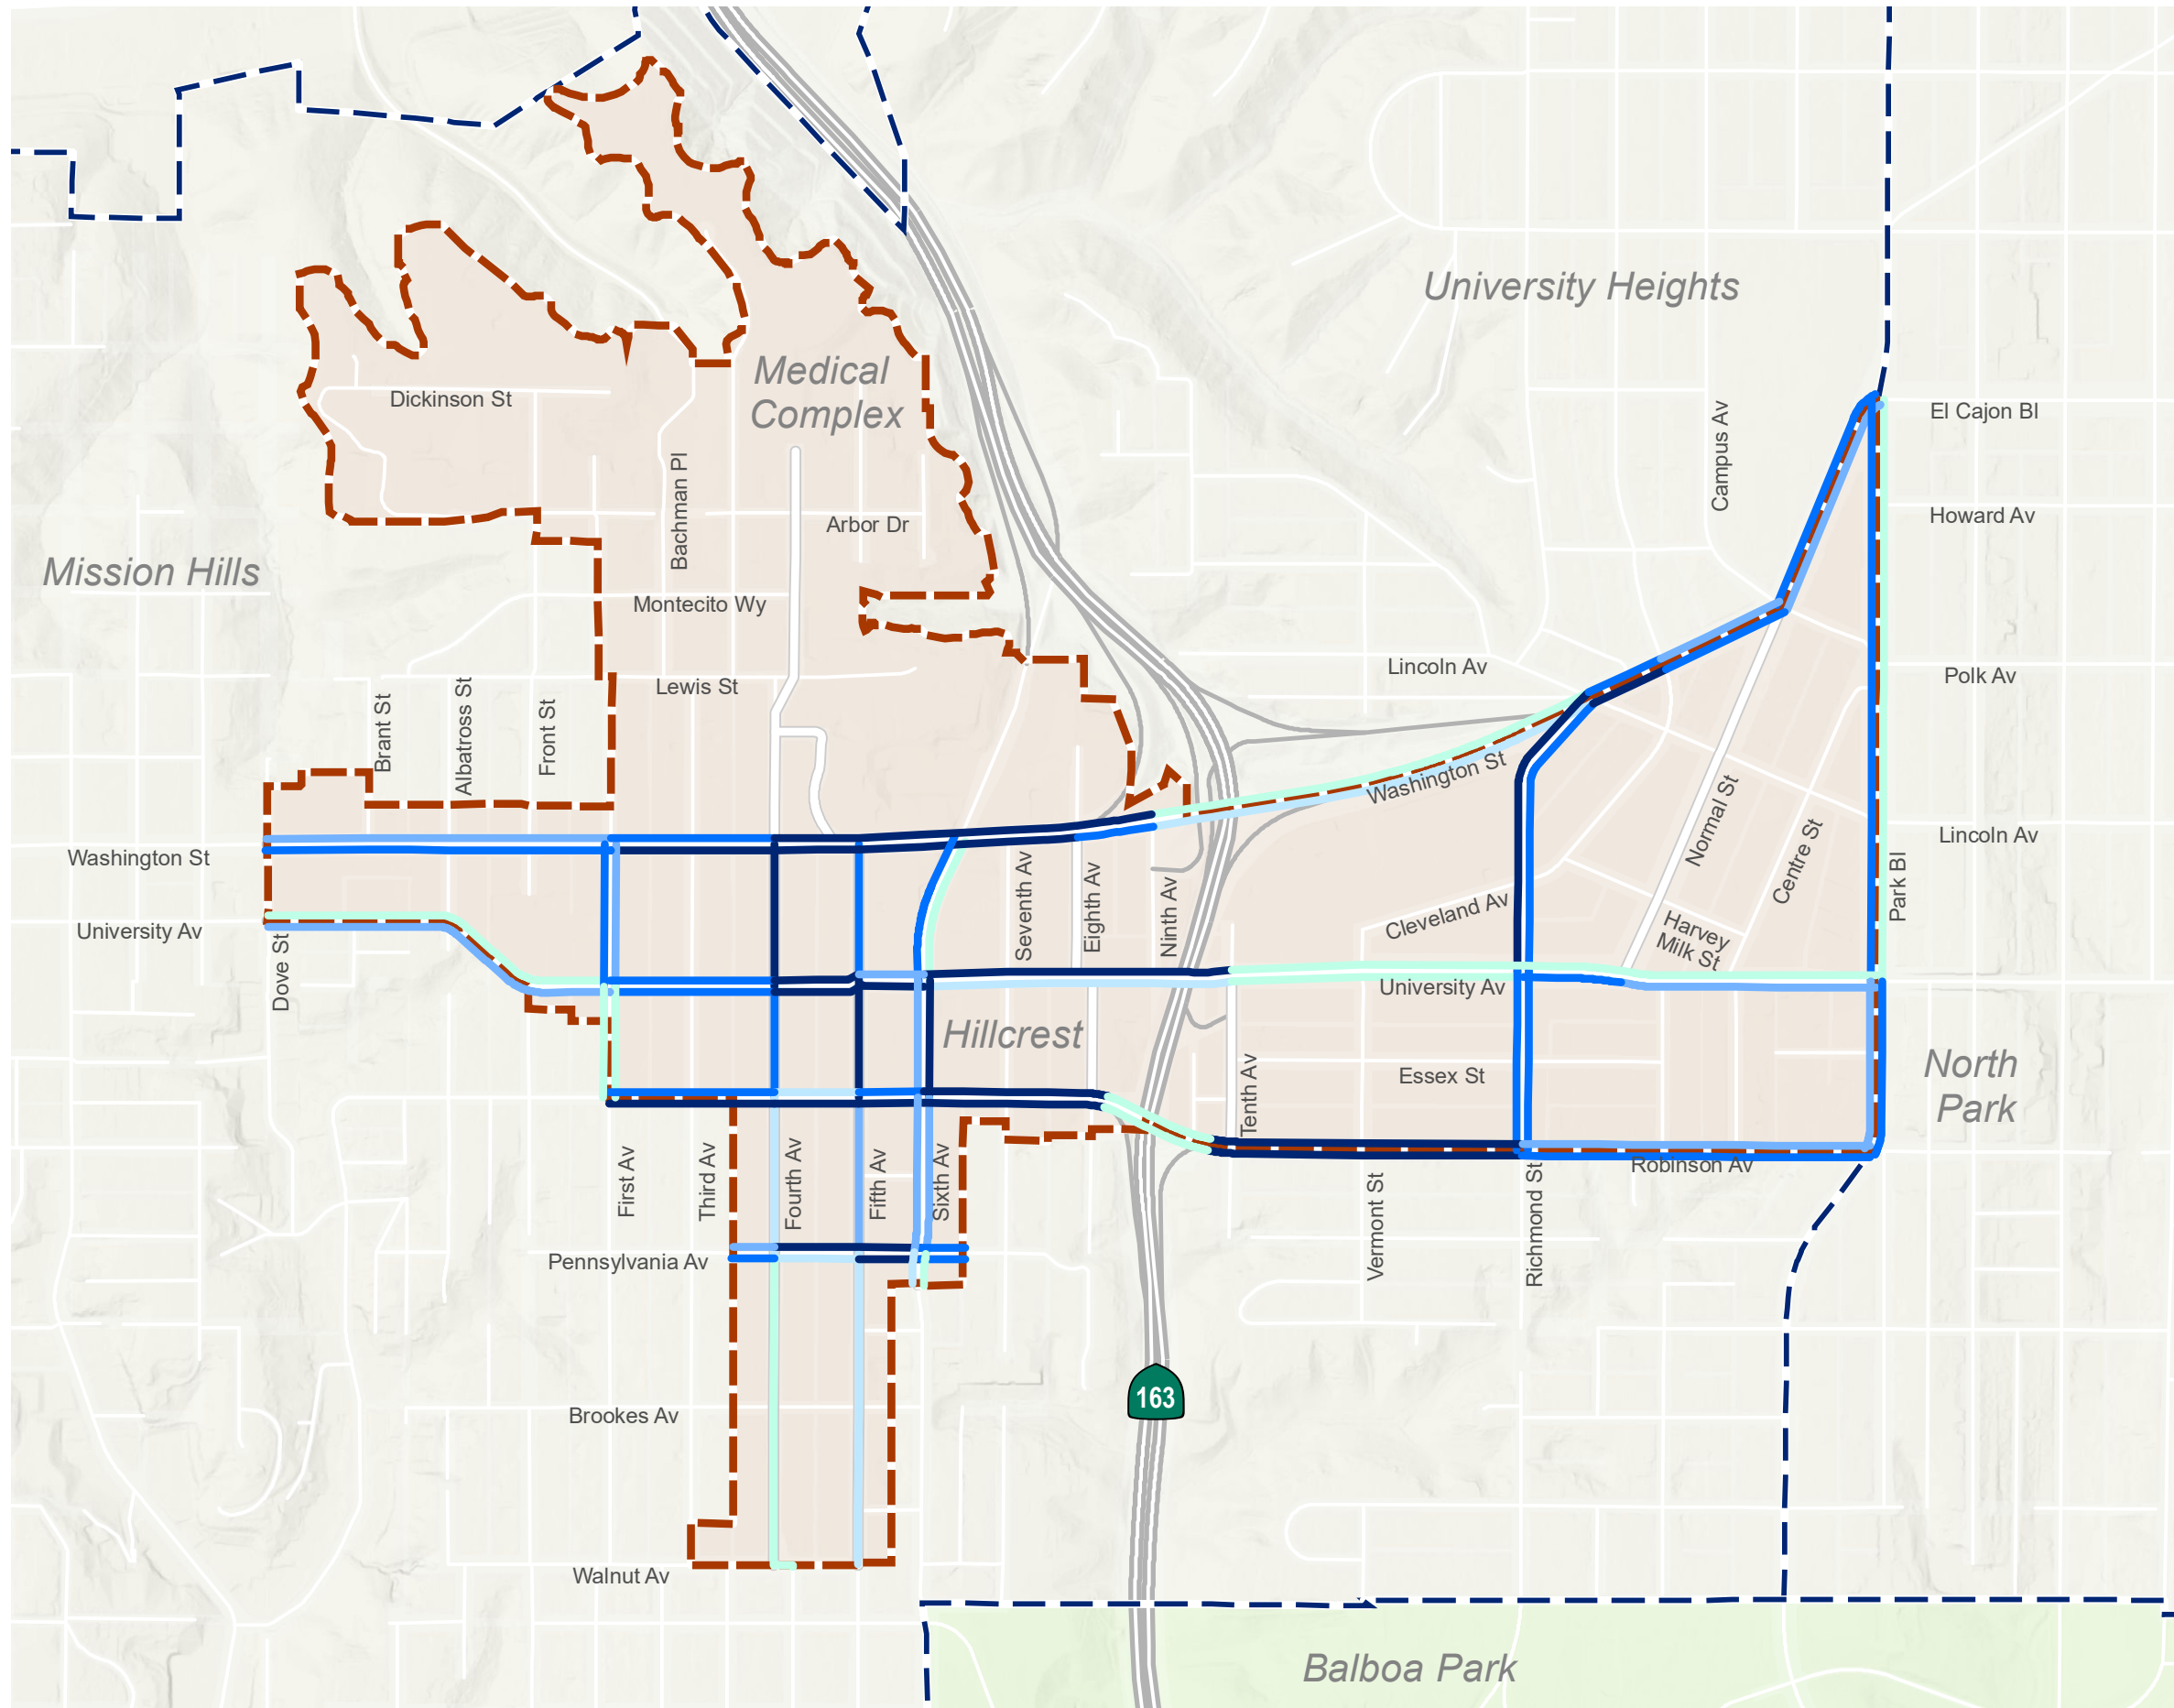 University Heights
Medical
Complex
Dickinson St
Campus Av
El Cajon Bl
Bachman Pl
Arbor Dr
Howard Av
Mission Hills
Montecito Wy
Lincoln Av
Polk Av
Lewis St
Brant St
Albatross St
Front St
Washington St
Normal St
Centre St
Lincoln Av
Washington St
Park Bl
Seventh Av
Eighth Av
Ninth Av
Cleveland Av
Harvey
Milk St
University Av
Dove St
University Av
Hillcrest
Essex St
Tenth Av
North
Park
First Av
Third Av
Fourth Av
Fifth Av
Sixth Av
Vermont St
Richmond St
Robinson Av
Pennsylvania Av
163
Brookes Av
Walnut Av
Balboa Park